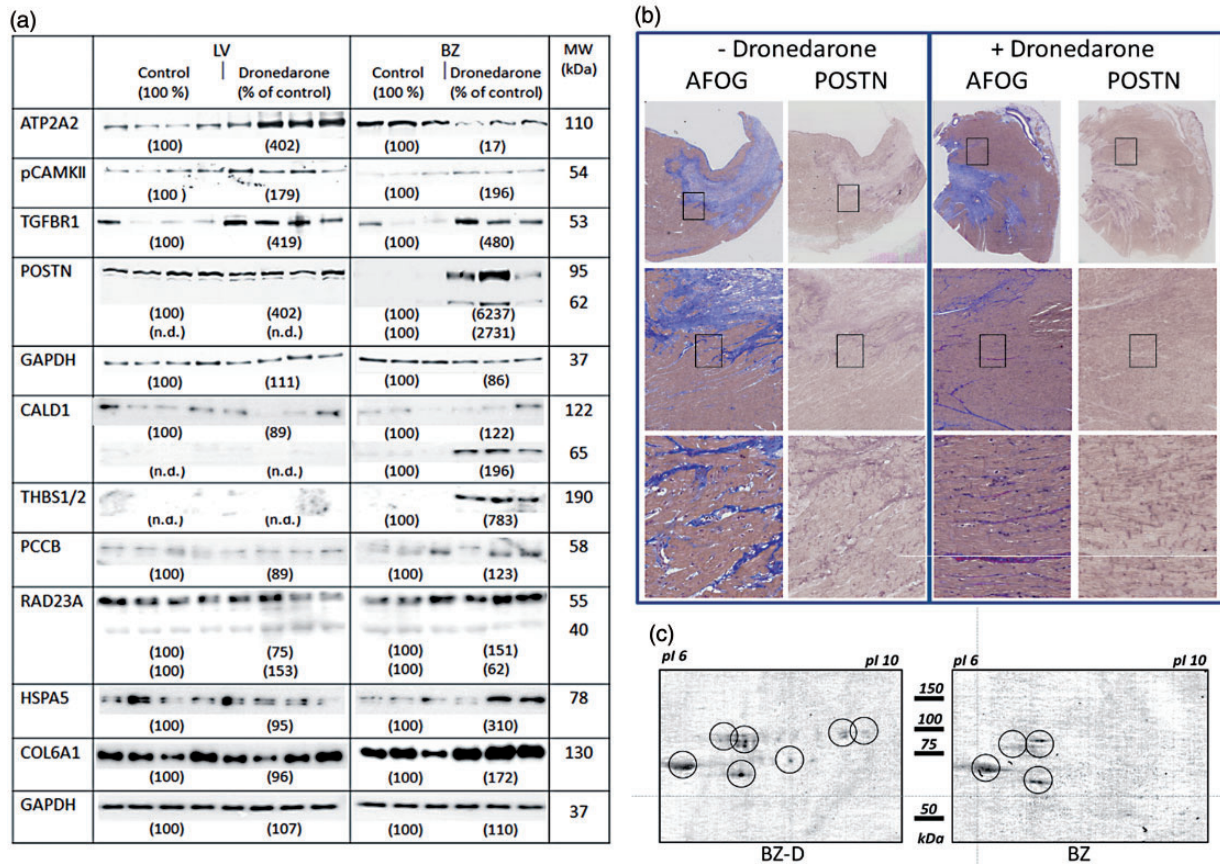 (a)
LV BZ MW
(kDa)
Control Dronedarone Control Dronedarone
(100 %) (% of control) (100 %) (% of control)
ATP2A2 110
(100) (402) (100) (17)
pCAMKII 54
(100 ) (179) (100) (196)
TGFBR1 53
(100) (419) (100) (480)
POSTN 95
62
(100) (402) (100) (6237)
(n.d.) (n.d.) (100) (2731)
GAPDH 37
(100) (111) (100) (86)
CALD1 122
(100) (89) (100) (122)
65
(n.d.) (n.d.) (100) (196)
THBS1/2 190
(n.d.) (n.d.) (100) (783)
PCCB 58
(100) (89) (100) (123)
RAD23A 55
40
(100) (75) (100) (151)
(100) (153) (100) (62)
HSPA5 78
(100) (95) (100) (310)
COL6A1 130
(100) (96) (100) (172)
GAPDH 37
(100) (107) (100) (110)
(b)
- Dronedarone + Dronedarone
AFOG POSTN AFOG POSTN
(c)
pI 6 pI 10 pI 6 pI 10
150
100
75
50
kDa
BZ-D BZ